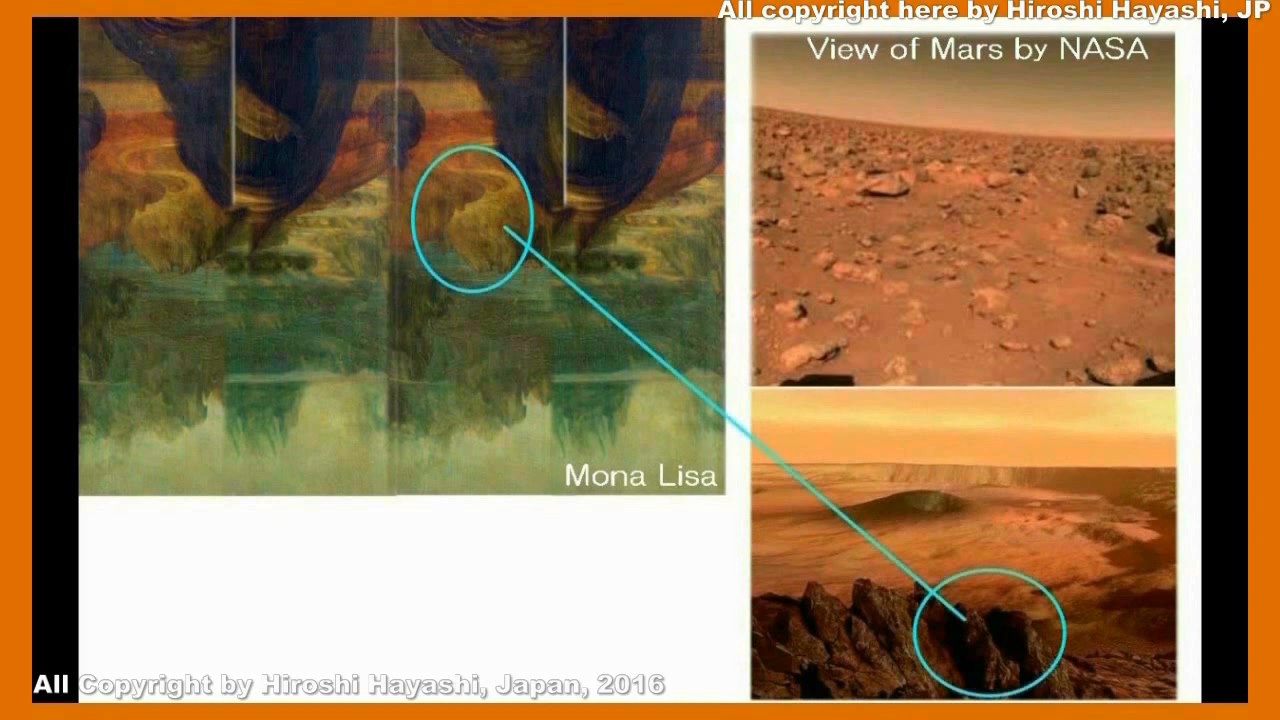 All copyright here by Hiroshi Hayashi, JP
View of Mars by NASA
Mona Lisa
All Copyright by Hiroshi Hayashi, Japan, 2016